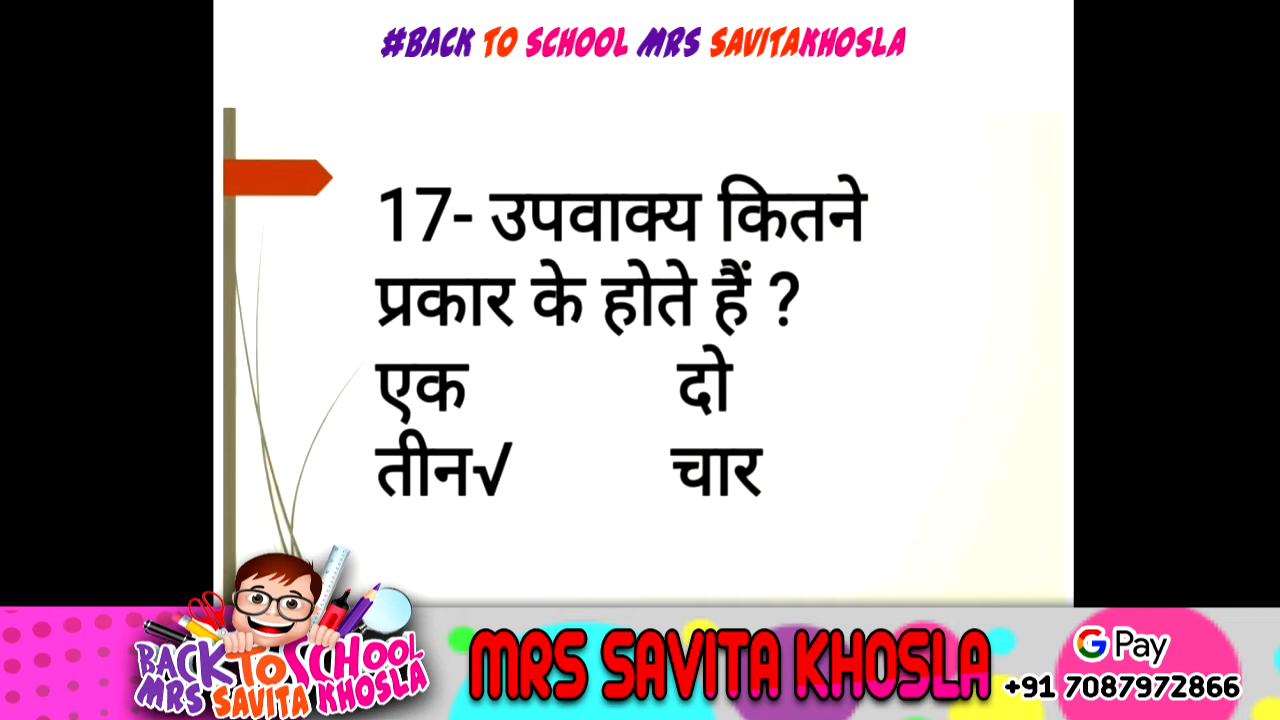 #BACK TO SCHOOL MRS SAVITAKHOSLA
17- उपवाक्य कितने
प्रकार के होते हैं ?
एक दो
तीन√ चार
BACK TO SCHOOL
MRS SAVITA KHOSLA
MRS SAVITA KHOSLA
G Pay
+91 7087972866